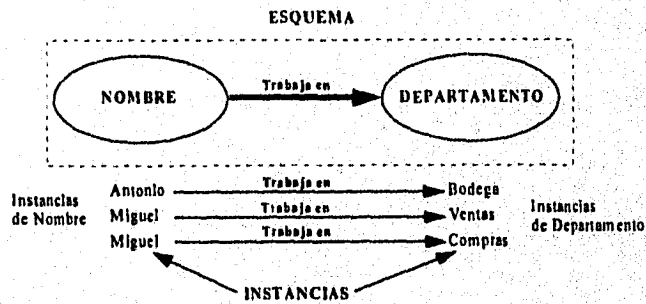 ESQUEMA
NOMBRE Trabaja en DEPARTAMENTO
Instancias de Nombre
Antonio Trabaja en Bodega
Miguel Trabaja en Ventas
Miguel Trabaja en Compras
Instancias de Departamento
INSTANCIAS